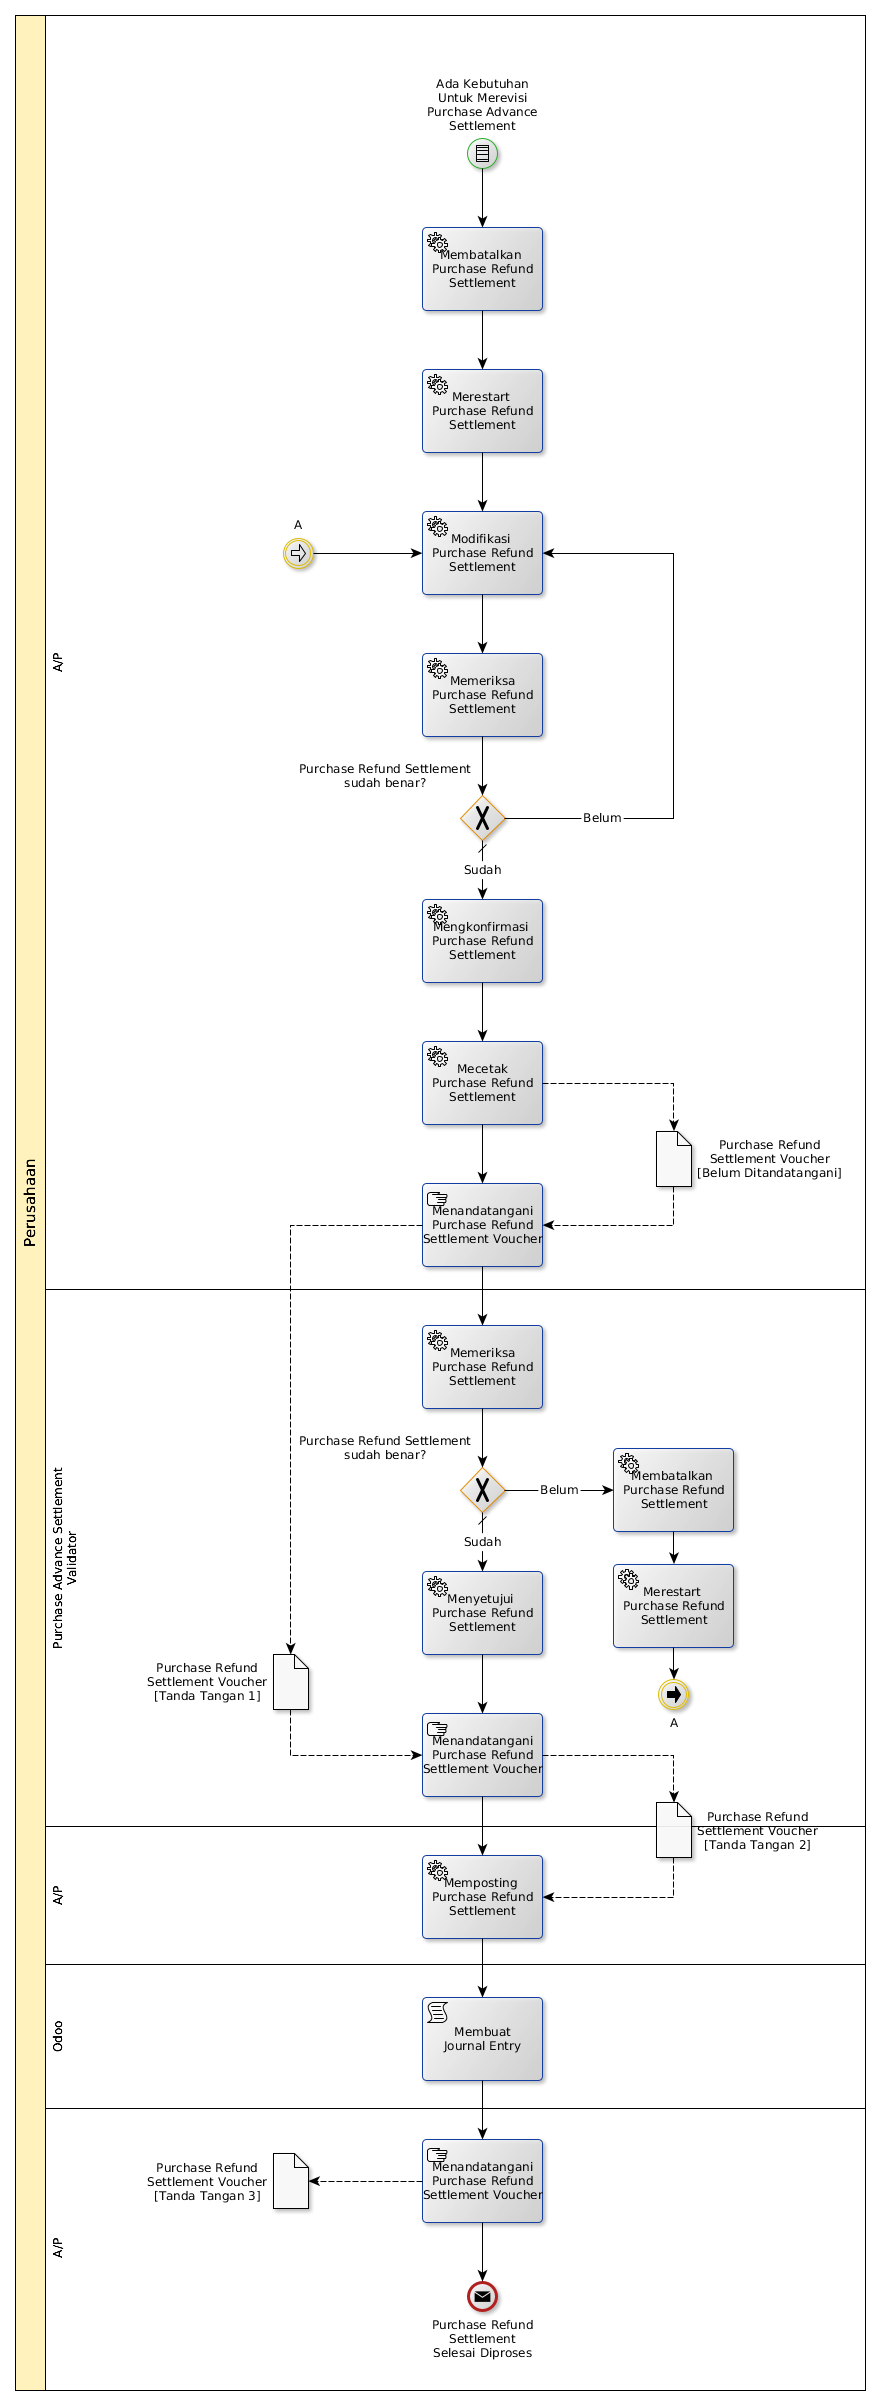 Ada Kebutuhan
Untuk Merevisi
Purchase Advance
Settlement
Membatalkan
Purchase Refund
Settlement
Merestart
Purchase Refund
Settlement
A
Modifikasi
Purchase Refund
Settlement
A/P
Memeriksa
Purchase Refund
Settlement
Purchase Refund Settlement
sudah benar?
Belum
Sudah
Mengkonfirmasi
Purchase Refund
Settlement
Mecetak
Purchase Refund
Settlement
Purchase Refund
Settlement Voucher
[Belum Ditandatangani]
Perusahaan
Menandatangani
Purchase Refund
Settlement Voucher
Memeriksa
Purchase Refund
Settlement
Purchase Refund Settlement
sudah benar?
Belum
Membatalkan
Purchase Refund
Settlement
Purchase Advance Settlement
Validator
Sudah
Menyetujui
Purchase Refund
Settlement
Merestart
Purchase Refund
Settlement
Purchase Refund
Settlement Voucher
[Tanda Tangan 1]
A
Menandatangani
Purchase Refund
Settlement Voucher
Purchase Refund
Settlement Voucher
[Tanda Tangan 2]
A/P
Memposting
Purchase Refund
Settlement
Odoo
Membuat
Journal Entry
Purchase Refund
Settlement Voucher
[Tanda Tangan 3]
Menandatangani
Purchase Refund
Settlement Voucher
A/P
Purchase Refund
Settlement
Selesai Diproses